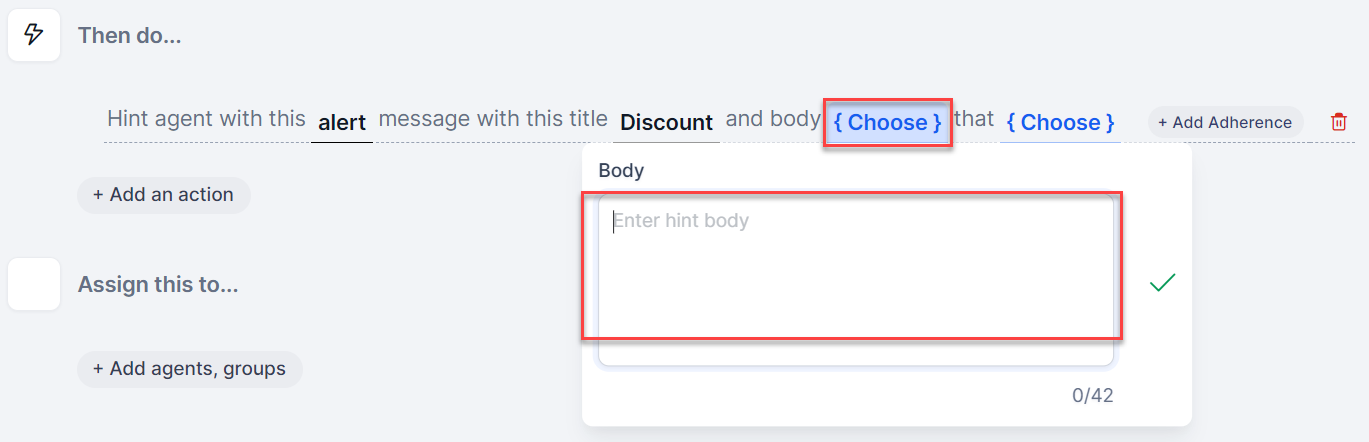 Then do...
Hint agent with this alert message with this title Discount and body { Choose } that { Choose } + Add Adherence
Body
Enter hint body
+ Add an action
Assign this to...
+ Add agents, groups
0/42